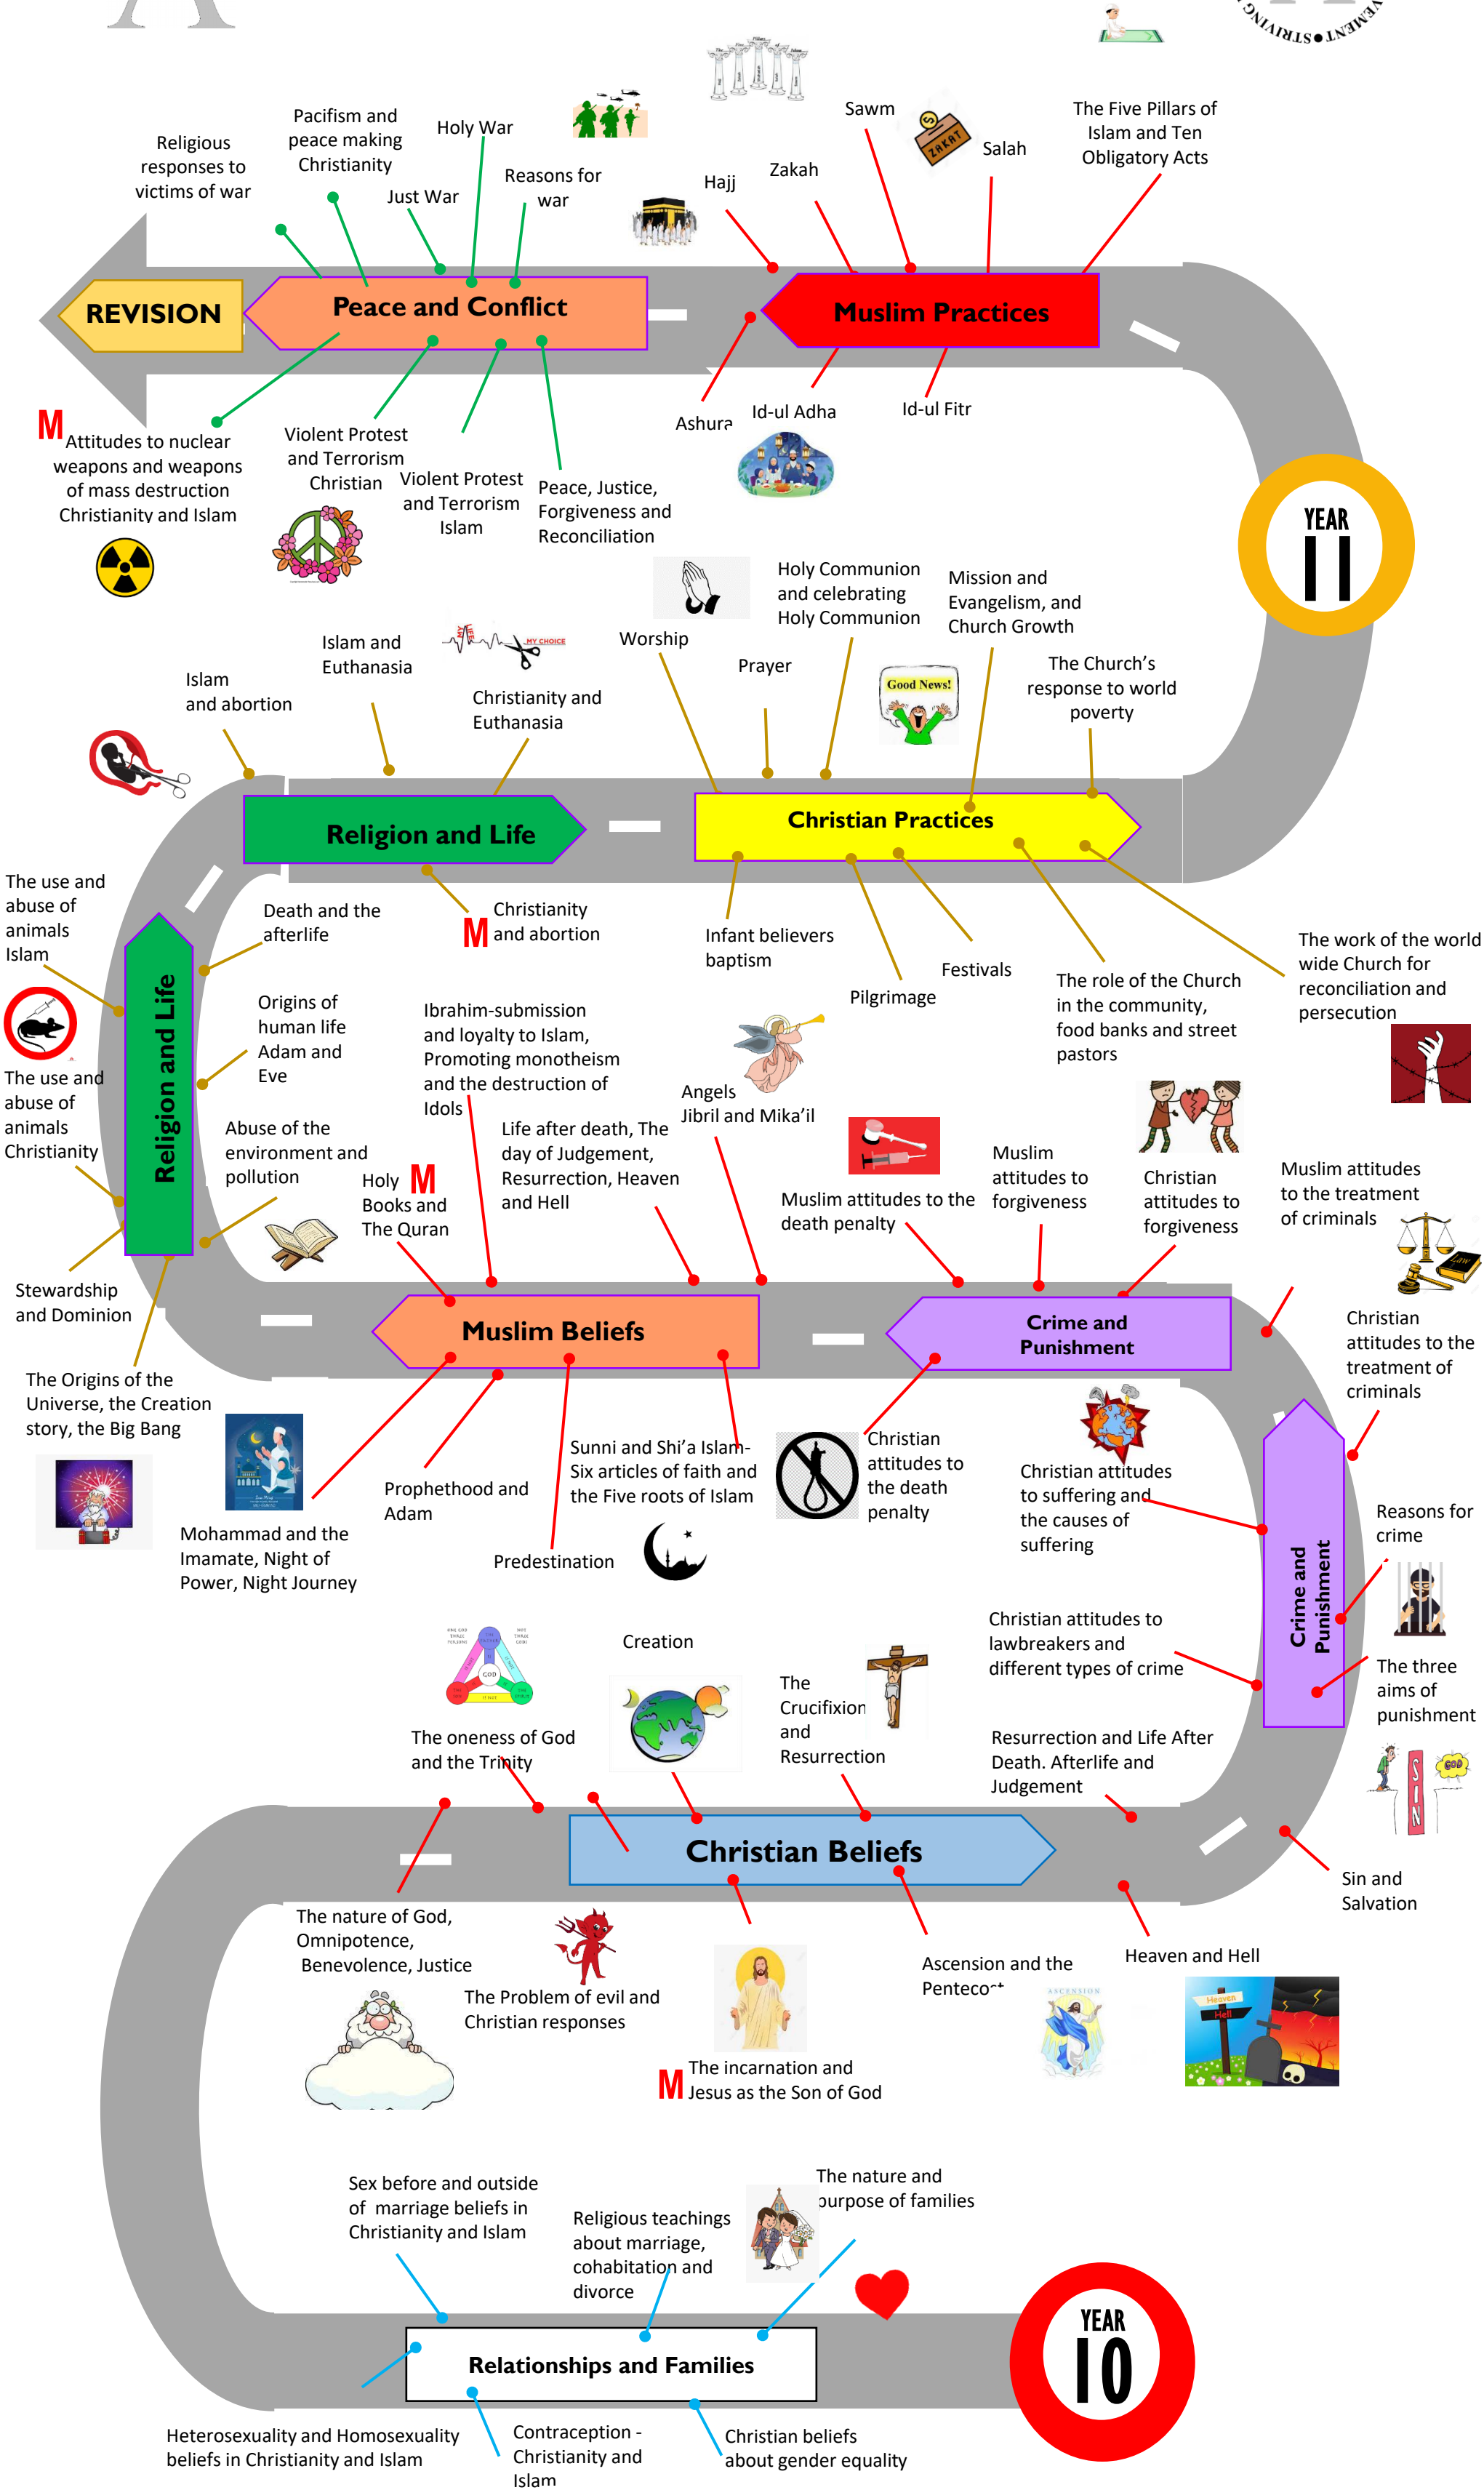 VEMENT • STRIVING
Religious
responses to
victims of war
Pacifism and
peace making
Christianity
Holy War
Just War
Reasons for
war
Hajj
Zakah
Sawm
ZAKAT
Salah
The Five Pillars of
Islam and Ten
Obligatory Acts
REVISION
Peace and Conflict
Muslim Practices
M
Attitudes to nuclear
weapons and weapons
of mass destruction
Christianity and Islam
Violent Protest
and Terrorism
Christian
Violent Protest
and Terrorism
Islam
Peace, Justice,
Forgiveness and
Reconciliation
Ashura
Id-ul Adha
Id-ul Fitr
YEAR
11
Islam
and abortion
Islam and
Euthanasia
MY LIFE
MY CHOICE
Christianity and
Euthanasia
Worship
Prayer
Holy Communion
and celebrating
Holy Communion
Good News!
Mission and
Evangelism, and
Church Growth
The Church's
response to world
poverty
Religion and Life
Christian Practices
M
Christianity
and abortion
Infant believers
baptism
Pilgrimage
Festivals
The role of the Church
in the community,
food banks and street
pastors
The work of the world
wide Church for
reconciliation and
persecution
The use and
abuse of
animals
Islam
Death and the
afterlife
Religion and Life
Origins of
human life
Adam and
Eve
The use and
abuse of
animals
Christianity
Abuse of the
environment and
pollution
Stewardship
and Dominion
The Origins of the
Universe, the Creation
story, the Big Bang
Holy
Books and
The Quran
M
Ibrahim-submission
and loyalty to Islam,
Promoting monotheism
and the destruction of
Idols
Life after death, The
day of Judgement,
Resurrection, Heaven
and Hell
Angels
Jibril and Mika'il
Muslim attitudes to the
death penalty
Muslim
attitudes to
forgiveness
Christian
attitudes to
forgiveness
Muslim attitudes
to the treatment
of criminals
Law
Muslim Beliefs
Crime and
Punishment
Christian
attitudes to the
treatment of
criminals
Mohammad and the
Imamate, Night of
Power, Night Journey
Prophethood and
Adam
Predestination
Sunni and Shi'a Islam-
Six articles of faith and
the Five roots of Islam
Christian
attitudes to
the death
penalty
Christian attitudes
to suffering and
the causes of
suffering
Crime and
Punishment
Reasons for
crime
Christian attitudes to
lawbreakers and
different types of crime
The three
aims of
punishment
GOD
SIN
GOD
The oneness of God
and the Trinity
Creation
The
Crucifixion
and
Resurrection
Resurrection and Life After
Death. Afterlife and
Judgement
Christian Beliefs
Sin and
Salvation
The nature of God,
Omnipotence,
Benevolence, Justice
The Problem of evil and
Christian responses
M
The incarnation and
Jesus as the Son of God
Ascension and the
Pentecost
ASCENSION
Heaven and Hell
Heaven
Hell
Sex before and outside
of marriage beliefs in
Christianity and Islam
Religious teachings
about marriage,
cohabitation and
divorce
The nature and
purpose of families
Relationships and Families
YEAR
10
Heterosexuality and Homosexuality
beliefs in Christianity and Islam
Contraception -
Christianity and
Islam
Christian beliefs
about gender equality